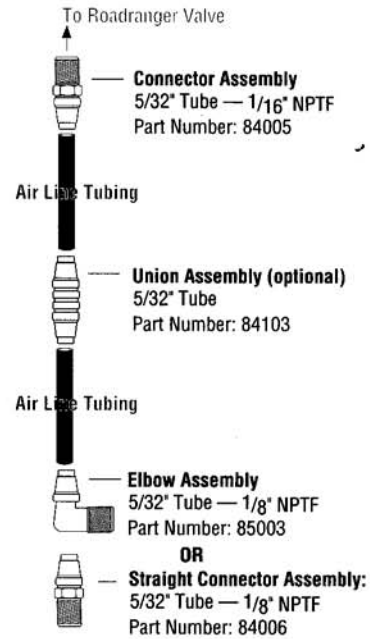 To Roadranger Valve
Connector Assembly
5/32" Tube — 1/16" NPTF
Part Number: 84005
Air Line Tubing
Union Assembly (optional)
5/32" Tube
Part Number: 84103
Air Line Tubing
Elbow Assembly
5/32" Tube — 1/8" NPTF
Part Number: 85003
OR
Straight Connector Assembly:
5/32" Tube — 1/8" NPTF
Part Number: 84006